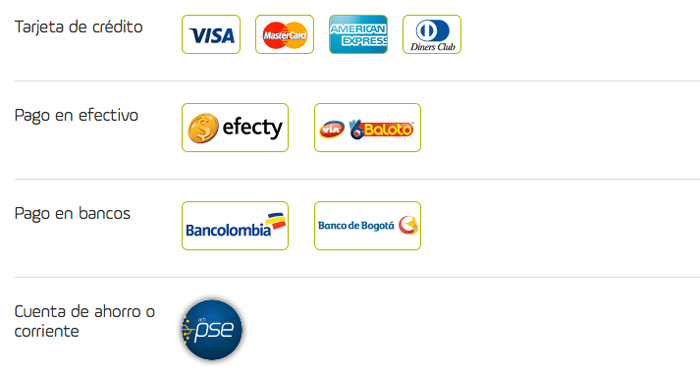 Tarjeta de crédito
VISA
MasterCard
AMERICAN
EXPRESS
Diners Club
Pago en efectivo
efecty
VIA Baloto
Pago en bancos
Bancolombia
Banco de Bogotá
Cuenta de ahorro o
corriente
ach
pse